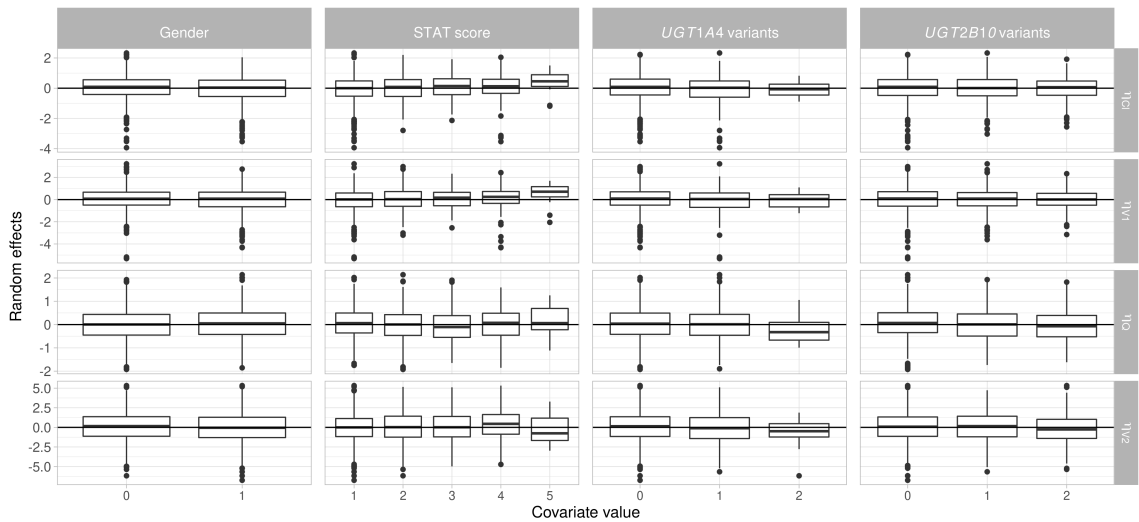 Gender STAT score UGT1A4 variants UGT2B10 variants
2
0
-2
-4
ηCl
2
0
-2
-4
ηV1
2
1
0
-1
-2
ηQ
5.0
2.5
0.0
-2.5
-5.0
ηV2
Random effects
0 1 1 2 3 4 5 0 1 2 0 1 2
Covariate value